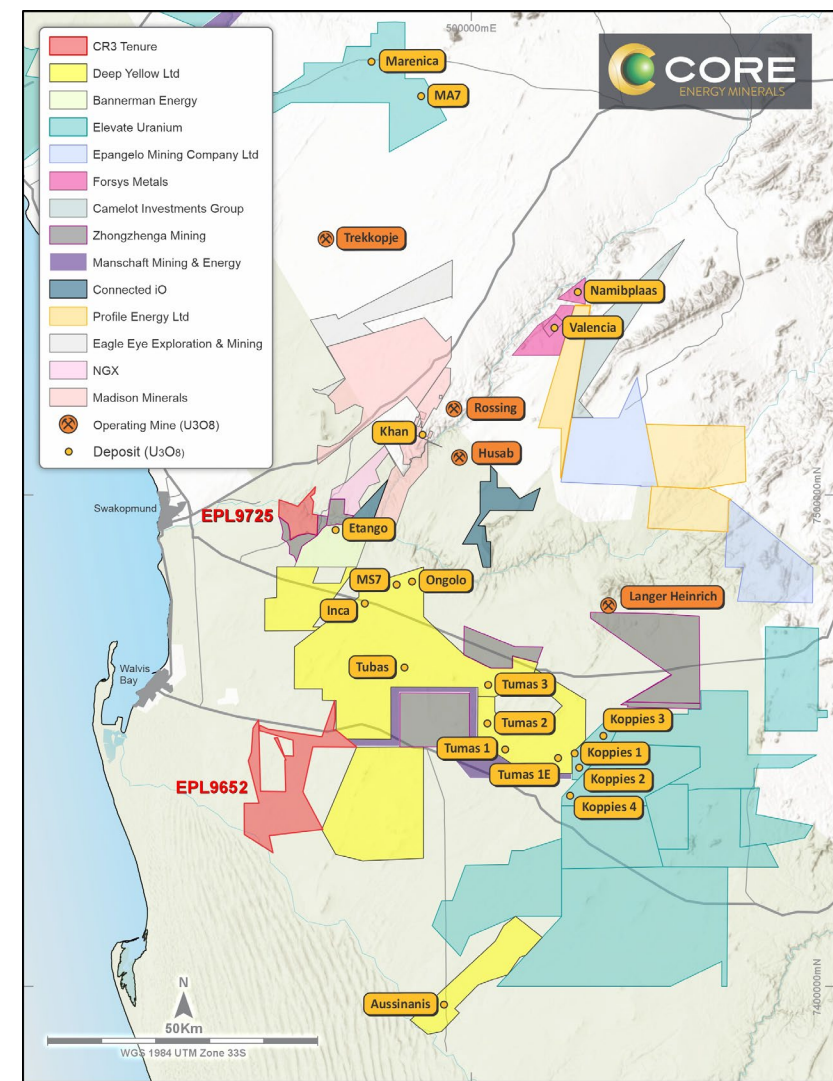 500000mE
CORE
ENERGY MINERALS
CR3 Tenure
Deep Yellow Ltd
Bannerman Energy
Elevate Uranium
Epangelo Mining Company Ltd
Forsys Metals
Camelot Investments Group
Zhongzhenga Mining
Manschaft Mining & Energy
Connected iO
Profile Energy Ltd
Eagle Eye Exploration & Mining
NGX
Madison Minerals
Operating Mine (U3O8)
Deposit (U3O8)
Marenica
MA7
Trekkopje
Namibplaas
Valencia
Rossing
Khan
Husab
7500000mN
Swakopmund
EPL9725
Etango
MS7
Ongolo
Inca
Langer Heinrich
Walvis
Bay
Tubas
Tumas 3
Tumas 2
Koppies 3
Tumas 1
Koppies 1
Tumas 1E
Koppies 2
EPL9652
Koppies 4
Aussinanis
7400000mN
N
50Km
WGS 1984 UTM Zone 33S